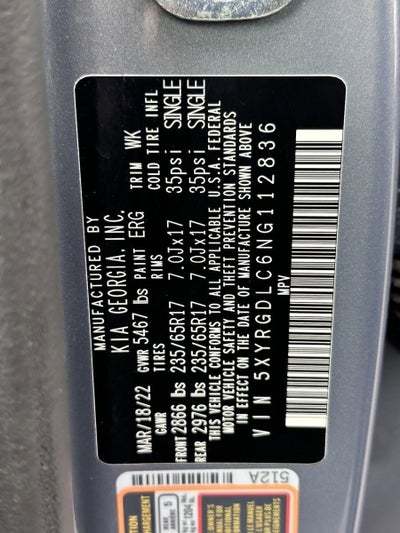 MANUFACTURED BY
KIA GEORGIA, INC.
MAR/18/22 GVWR 5467 lbs PAINT ERG TRIM WK
GAWR TIRES RIMS COLD TIRE INFL
FRONT 2866 lbs 235/65R17 7.0Jx17 35psi SINGLE
REAR 2976 lbs 235/65R17 7.0Jx17 35psi SINGLE
THIS VEHICLE CONFORMS TO ALL APPLICABLE U.S.A. FEDERAL
MOTOR VEHICLE SAFETY AND THEFT PREVENTION STANDARDS
IN EFFECT ON THE DATE OF MANUFACTURE SHOWN ABOVE
VIN 5XYRGDLC6NG112836
MPV
512A